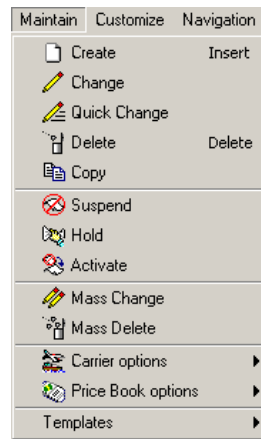 Maintain Customize Navigation
Create Insert
Change
Quick Change
Delete Delete
Copy
Suspend
Hold
Activate
Mass Change
Mass Delete
Carrier options
Price Book options
Templates